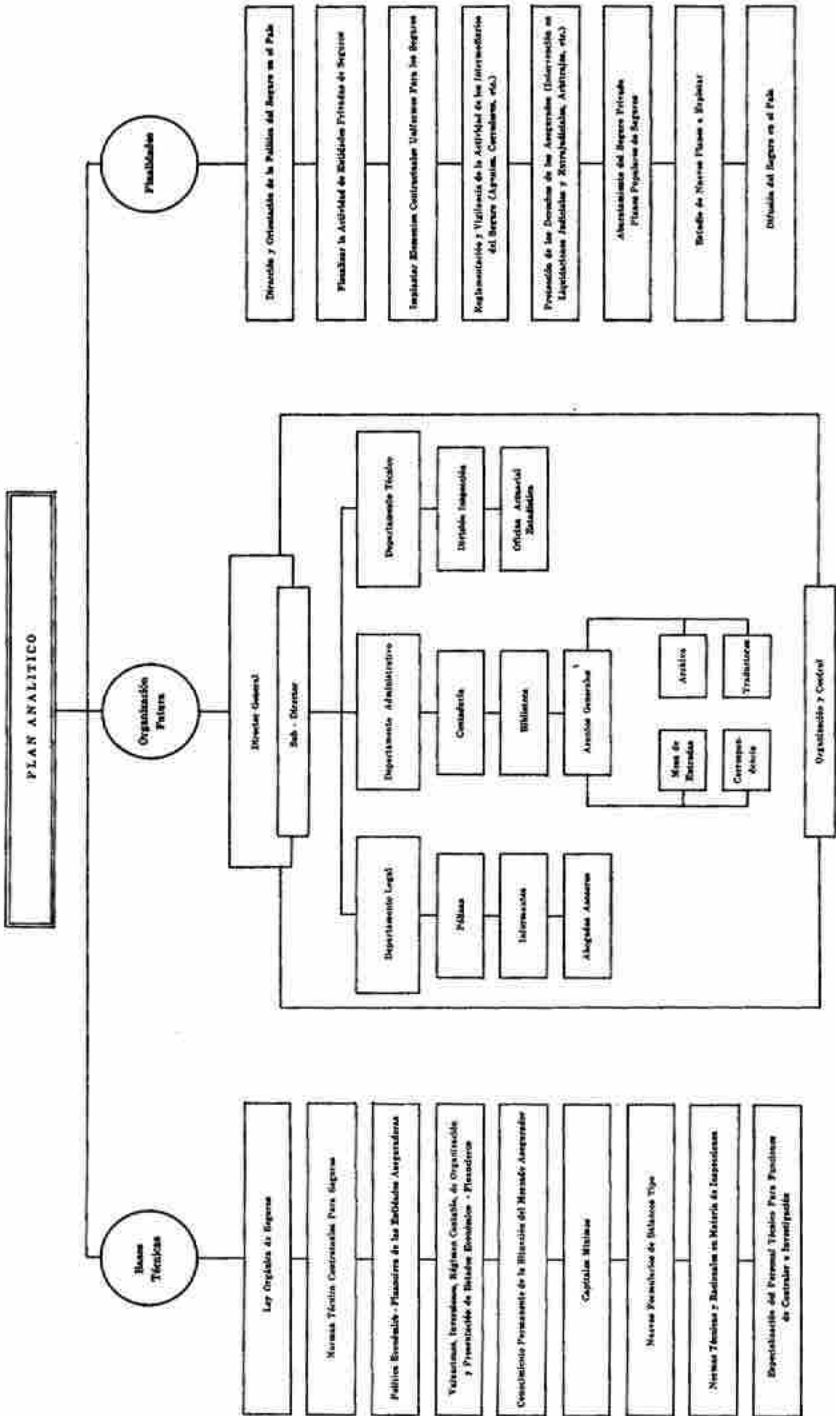 PLAN ANALITICO
Bases
Técnicas
Ley Orgánica de Seguros
Normas Técnica Contractuales Para Seguros
Política Económico - Financiera de las Entidades Aseguradoras
Valuaciones, Inversiones, Régimen Contable, de Organización
y Presentación de Estados Económico - Financieros
Conocimiento Permanente de la Situación del Mercado Asegurador
Capitales Mínimos
Nuevos Formularios de Balances Tipo
Normas Técnicas y Racionales en Materia de Inspecciones
Especialización del Personal Técnico Para Funciones
de Contralor e Investigación
Organización
Futura
Director General
Sub - Director
Departamento Legal
Pólizas
Informantes
Abogados Asesores
Departamento Administrativo
Contaduría
Biblioteca
Asuntos Generales
Mesa de
Entradas
Correspon-
dencia
Archivo
Traductores
Departamento Técnico
División Inspección
Oficina Actuarial
Estadística
Organización y Control
Finalidades
Dirección y Orientación de la Política del Seguro en el País
Fiscalizar la Actividad de Entidades Privadas de Seguros
Implantar Elementos Contractuales Uniformes Para los Seguros
Reglamentación y Vigilancia de la Actividad de los Intermediarios
del Seguro (Agentes, Corredores, etc.)
Protección de los Derechos de los Asegurados (Intervención en
Liquidaciones Judiciales y Extrajudiciales, Arbitrajes, etc.)
Abaratamiento del Seguro Privado
Planes Populares de Seguros
Estudio de Nuevos Planes a Explotar
Difusión del Seguro en el País